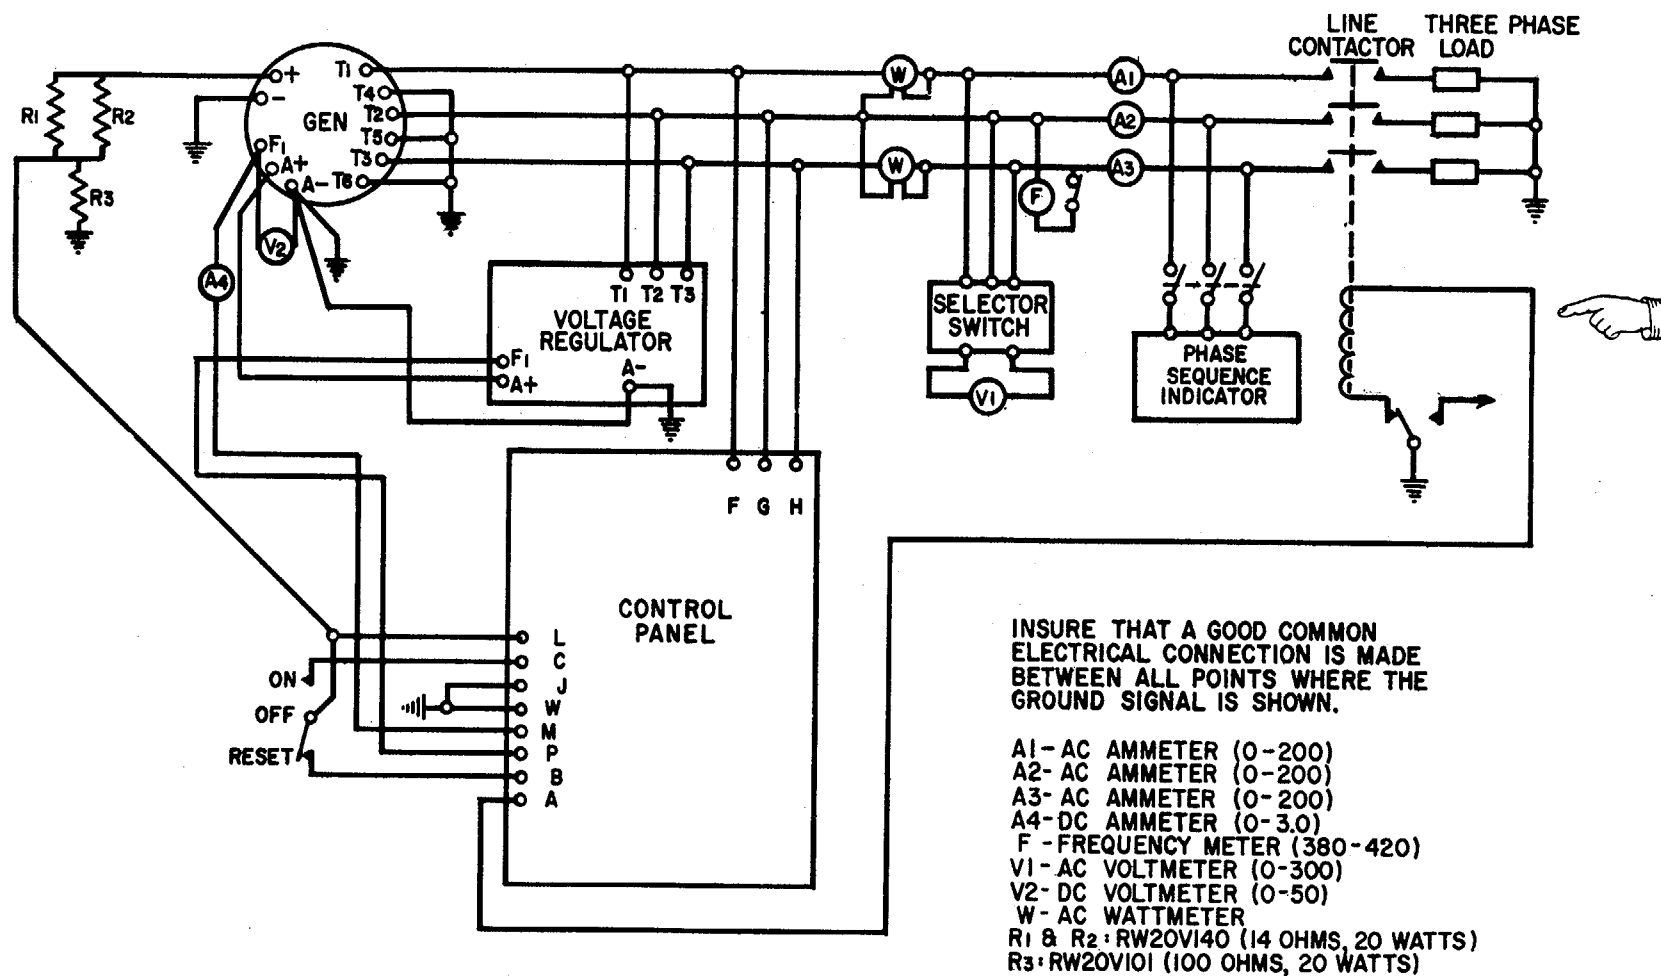 LINE CONTACTOR
THREE PHASE LOAD
R1
R2
R3
+
-
GEN
F1
A+
A-
T1
T4
T2
T5
T3
T6
V2
A4
W
W
A1
A2
A3
F
T1 T2 T3
VOLTAGE
REGULATOR
F1
A+
A-
SELECTOR
SWITCH
V1
PHASE
SEQUENCE
INDICATOR
F G H
CONTROL
PANEL
L
C
J
W
M
P
B
A
ON
OFF
RESET
INSURE THAT A GOOD COMMON
ELECTRICAL CONNECTION IS MADE
BETWEEN ALL POINTS WHERE THE
GROUND SIGNAL IS SHOWN.
A1- AC AMMETER (0-200)
A2- AC AMMETER (0-200)
A3- AC AMMETER (0-200)
A4- DC AMMETER (0-3.0)
F - FREQUENCY METER (380-420)
V1- AC VOLTMETER (0-300)
V2- DC VOLTMETER (0-50)
W- AC WATTMETER
R1 & R2: RW20V140 (14 OHMS, 20 WATTS)
R3: RW20V101 (100 OHMS, 20 WATTS)